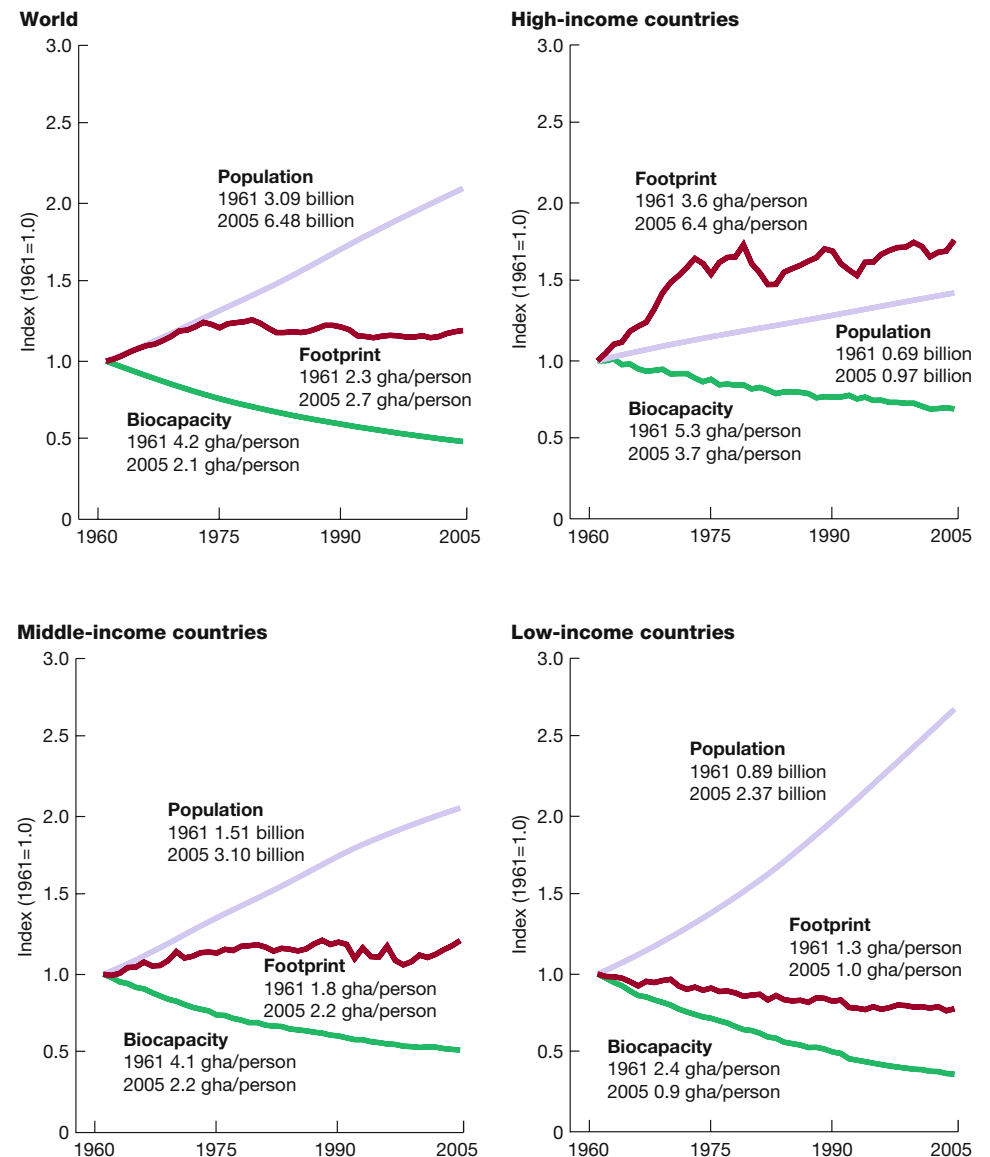 World
3.0
2.5
2.0
1.5
1.0
0.5
0
Index (1961=1.0)
Population
1961 3.09 billion
2005 6.48 billion
Footprint
1961 2.3 gha/person
2005 2.7 gha/person
Biocapacity
1961 4.2 gha/person
2005 2.1 gha/person
1960 1975 1990 2005
High-income countries
3.0
2.5
2.0
1.5
1.0
0.5
0
Index (1961=1.0)
Footprint
1961 3.6 gha/person
2005 6.4 gha/person
Population
1961 0.69 billion
2005 0.97 billion
Biocapacity
1961 5.3 gha/person
2005 3.7 gha/person
1960 1975 1990 2005
Middle-income countries
3.0
2.5
2.0
1.5
1.0
0.5
0
Index (1961=1.0)
Population
1961 1.51 billion
2005 3.10 billion
Footprint
1961 1.8 gha/person
2005 2.2 gha/person
Biocapacity
1961 4.1 gha/person
2005 2.2 gha/person
1960 1975 1990 2005
Low-income countries
3.0
2.5
2.0
1.5
1.0
0.5
0
Index (1961=1.0)
Population
1961 0.89 billion
2005 2.37 billion
Footprint
1961 1.3 gha/person
2005 1.0 gha/person
Biocapacity
1961 2.4 gha/person
2005 0.9 gha/person
1960 1975 1990 2005